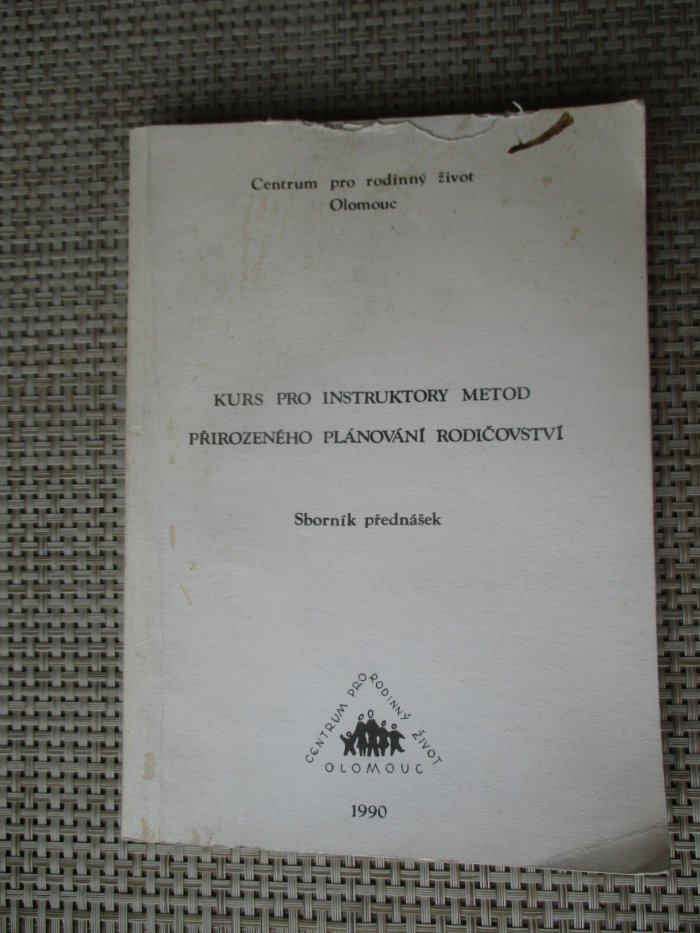 Centrum pro rodinný život
Olomouc
KURS PRO INSTRUKTORY METOD
PŘIROZENÉHO PLÁNOVÁNÍ RODIČOVSTVÍ
Sborník přednášek
CENTRUM PRO RODINNÝ ŽIVOT
OLOMOUC
1990